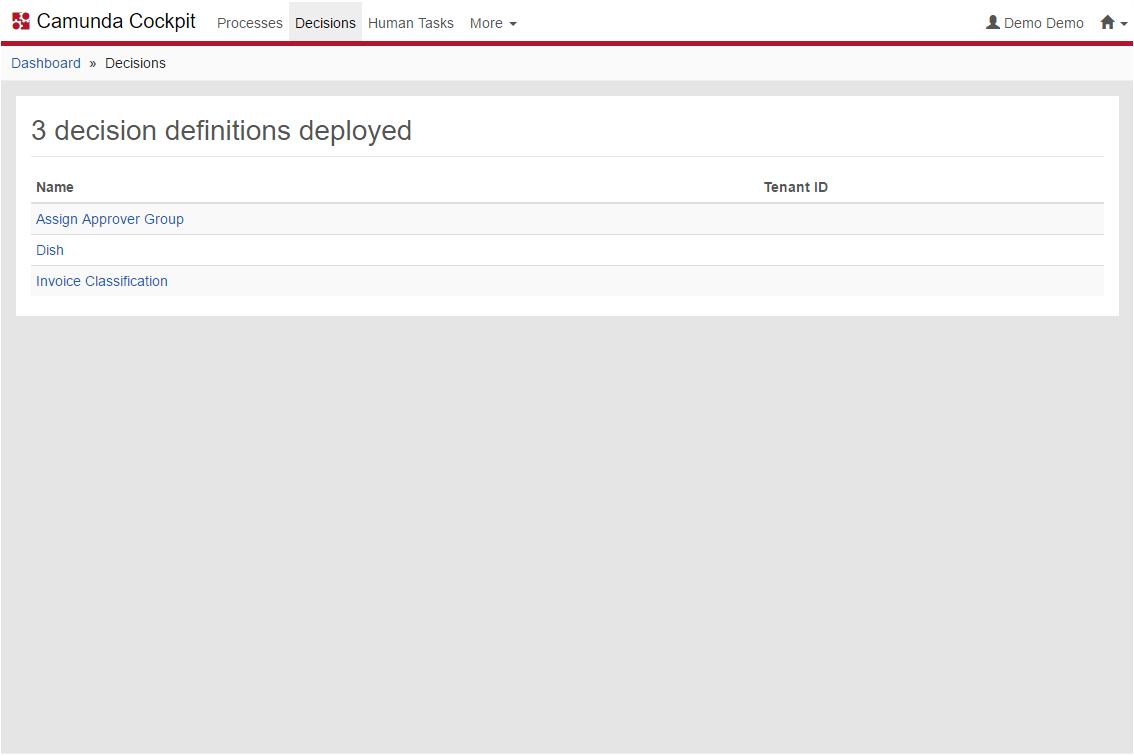 Camunda Cockpit Processes Decisions Human Tasks More Demo Demo
Dashboard » Decisions
3 decision definitions deployed
Name Tenant ID
Assign Approver Group
Dish
Invoice Classification